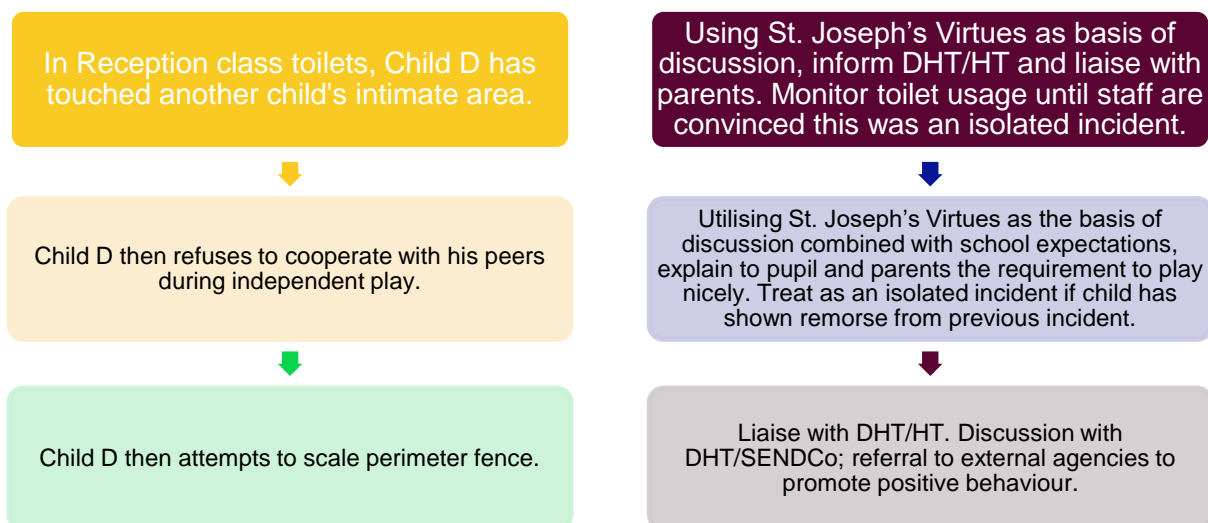 In Reception class toilets, Child D has
touched another child's intimate area.
Child D then refuses to cooperate with his peers
during independent play.
Child D then attempts to scale perimeter fence.
Using St. Joseph’s Virtues as basis of
discussion, inform DHT/HT and liaise with
parents. Monitor toilet usage until staff are
convinced this was an isolated incident.
Utilising St. Joseph’s Virtues as the basis of
discussion combined with school expectations,
explain to pupil and parents the requirement to play
nicely. Treat as an isolated incident if child has
shown remorse from previous incident.
Liaise with DHT/HT. Discussion with
DHT/SENDCo; referral to external agencies to
promote positive behaviour.